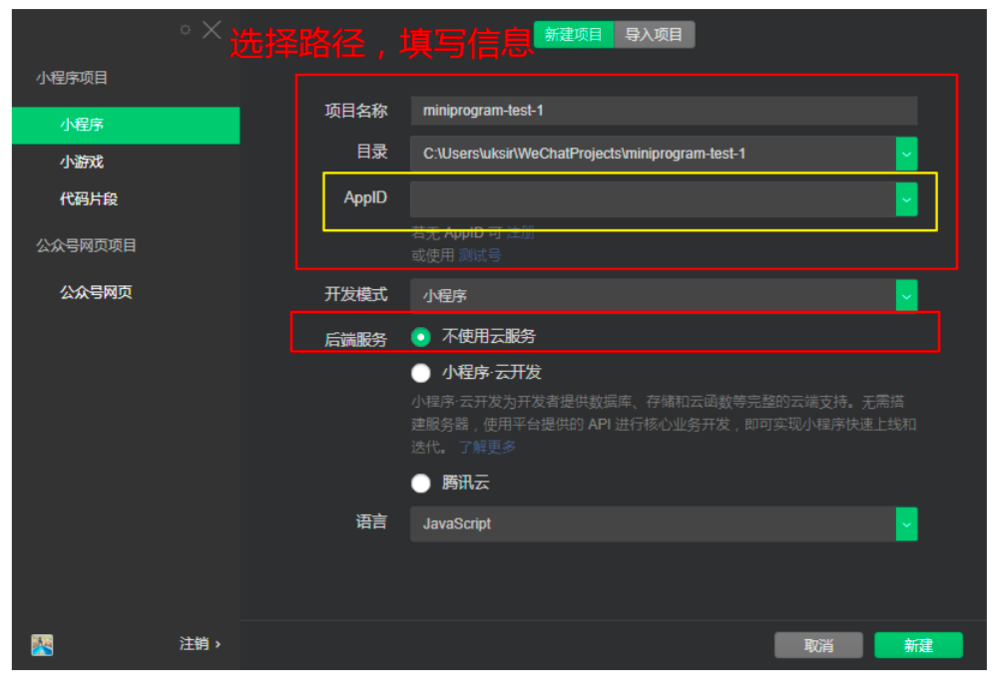 选择路径，填写信息
新建项目 导入项目
小程序项目
小程序
小游戏
代码片段
公众号网页项目
公众号网页
项目名称 miniprogram-test-1
目录 C:\Users\uksir\WeChatProjects\miniprogram-test-1
AppID
若无 AppID 可 注册
或使用 测试号
开发模式 小程序
后端服务 不使用云服务
小程序·云开发
小程序·云开发为开发者提供数据库、存储和云函数等完整的云端支持。无需搭
建服务器，使用平台提供的 API 进行核心业务开发，即可实现小程序快速上线和
迭代。 了解更多
腾讯云
语言 JavaScript
注销 ›
取消 新建